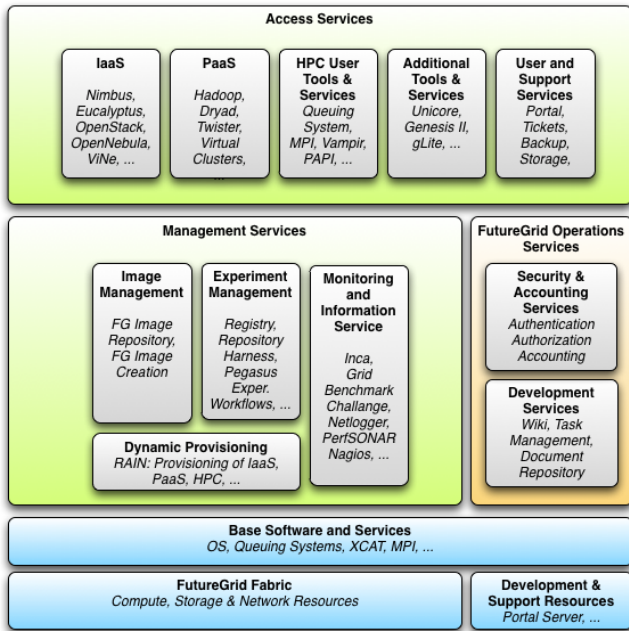 Access Services
IaaS
Nimbus,
Eucalyptus,
OpenStack,
OpenNebula,
ViNe, ...
PaaS
Hadoop,
Dryad,
Twister,
Virtual
Clusters,
...
HPC User
Tools &
Services
Queuing
System,
MPI, Vampir,
PAPI, ...
Additional
Tools &
Services
Unicore,
Genesis II,
gLite, ...
User and
Support
Services
Portal,
Tickets,
Backup,
Storage,
Management Services
Image
Management
FG Image
Repository,
FG Image
Creation
Experiment
Management
Registry,
Repository
Harness,
Pegasus
Exper.
Workflows, ...
Monitoring
and
Information
Service
Inca,
Grid
Benchmark
Challange,
Netlogger,
PerfSONAR
Nagios, ...
Dynamic Provisioning
RAIN: Provisioning of IaaS,
PaaS, HPC, ...
FutureGrid Operations
Services
Security &
Accounting
Services
Authentication
Authorization
Accounting
Development
Services
Wiki, Task
Management,
Document
Repository
Base Software and Services
OS, Queuing Systems, XCAT, MPI, ...
FutureGrid Fabric
Compute, Storage & Network Resources
Development &
Support Resources
Portal Server, ...